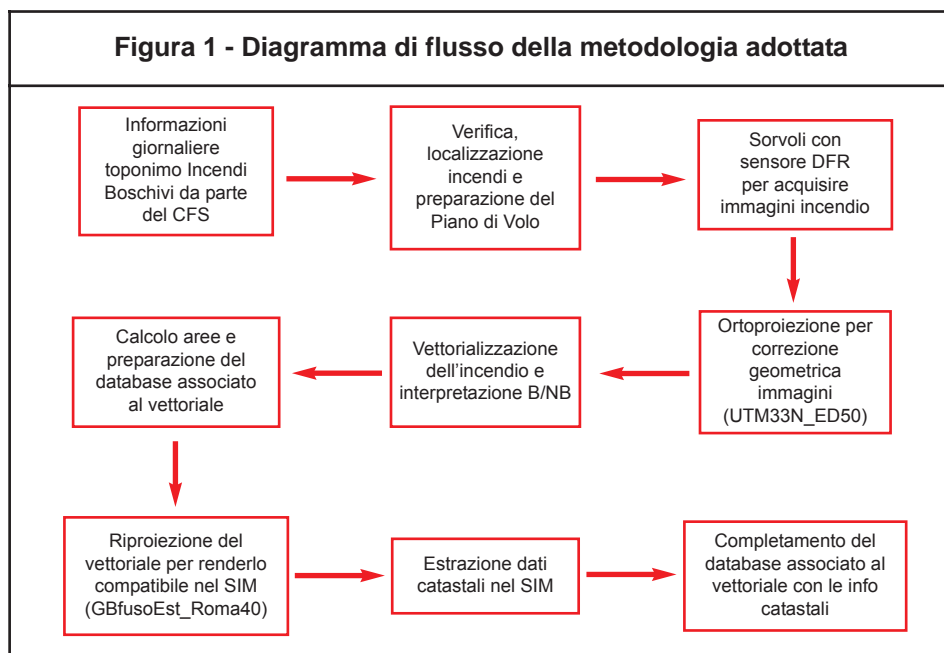 Figura 1 - Diagramma di flusso della metodologia adottata
Informazioni
giornaliere
toponimo Incendi
Boschivi da parte
del CFS
Verifica,
localizzazione
incendi e
preparazione del
Piano di Volo
Sorvoli con
sensore DFR
per acquisire
immagini incendio
Ortoproiezione per
correzione
geometrica
immagini
(UTM33N_ED50)
Vettorializzazione
dell'incendio e
interpretazione B/NB
Calcolo aree e
preparazione del
database associato
al vettoriale
Riproiezione del
vettoriale per renderlo
compatibile nel SIM
(GBfusoEst_Roma40)
Estrazione dati
catastali nel SIM
Completamento del
database associato al
vettoriale con le info
catastali